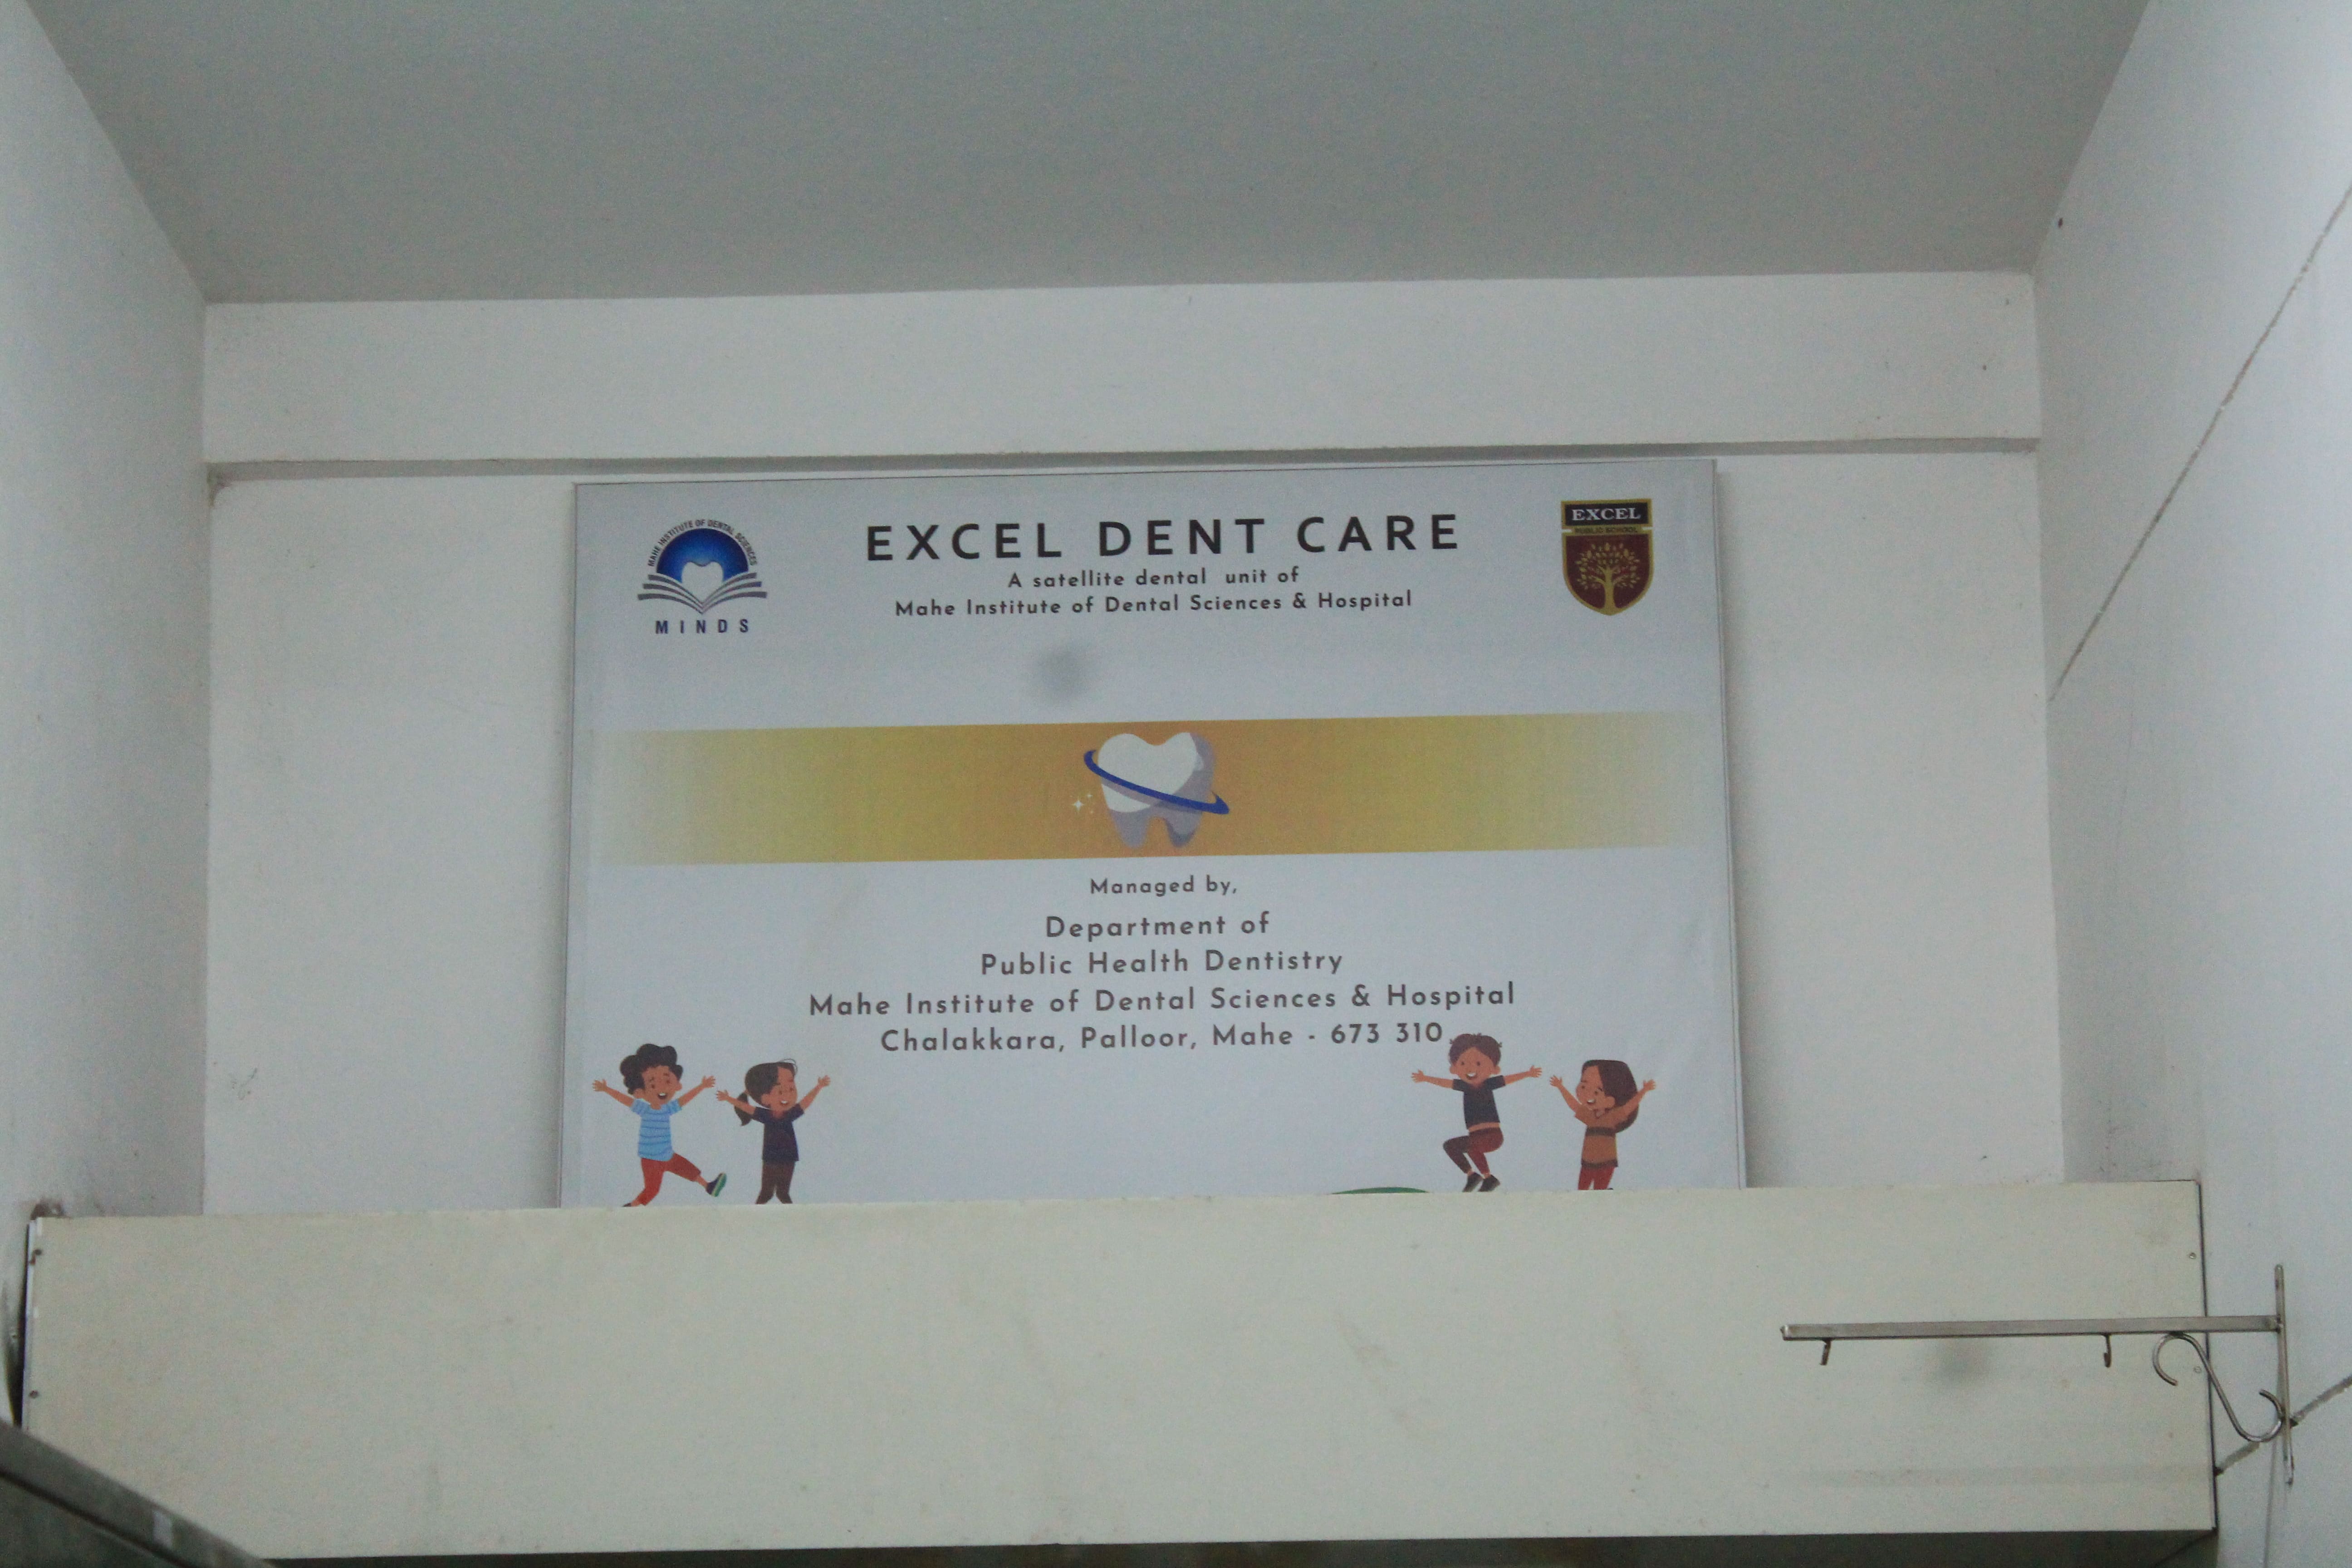 MAHE INSTITUTE OF DENTAL SCIENCES
MINDS
EXCEL DENT CARE
A satellite dental unit of
Mahe Institute of Dental Sciences & Hospital
EXCEL
PUBLIC SCHOOL
Managed by,
Department of
Public Health Dentistry
Mahe Institute of Dental Sciences & Hospital
Chalakkara, Palloor, Mahe - 673 310